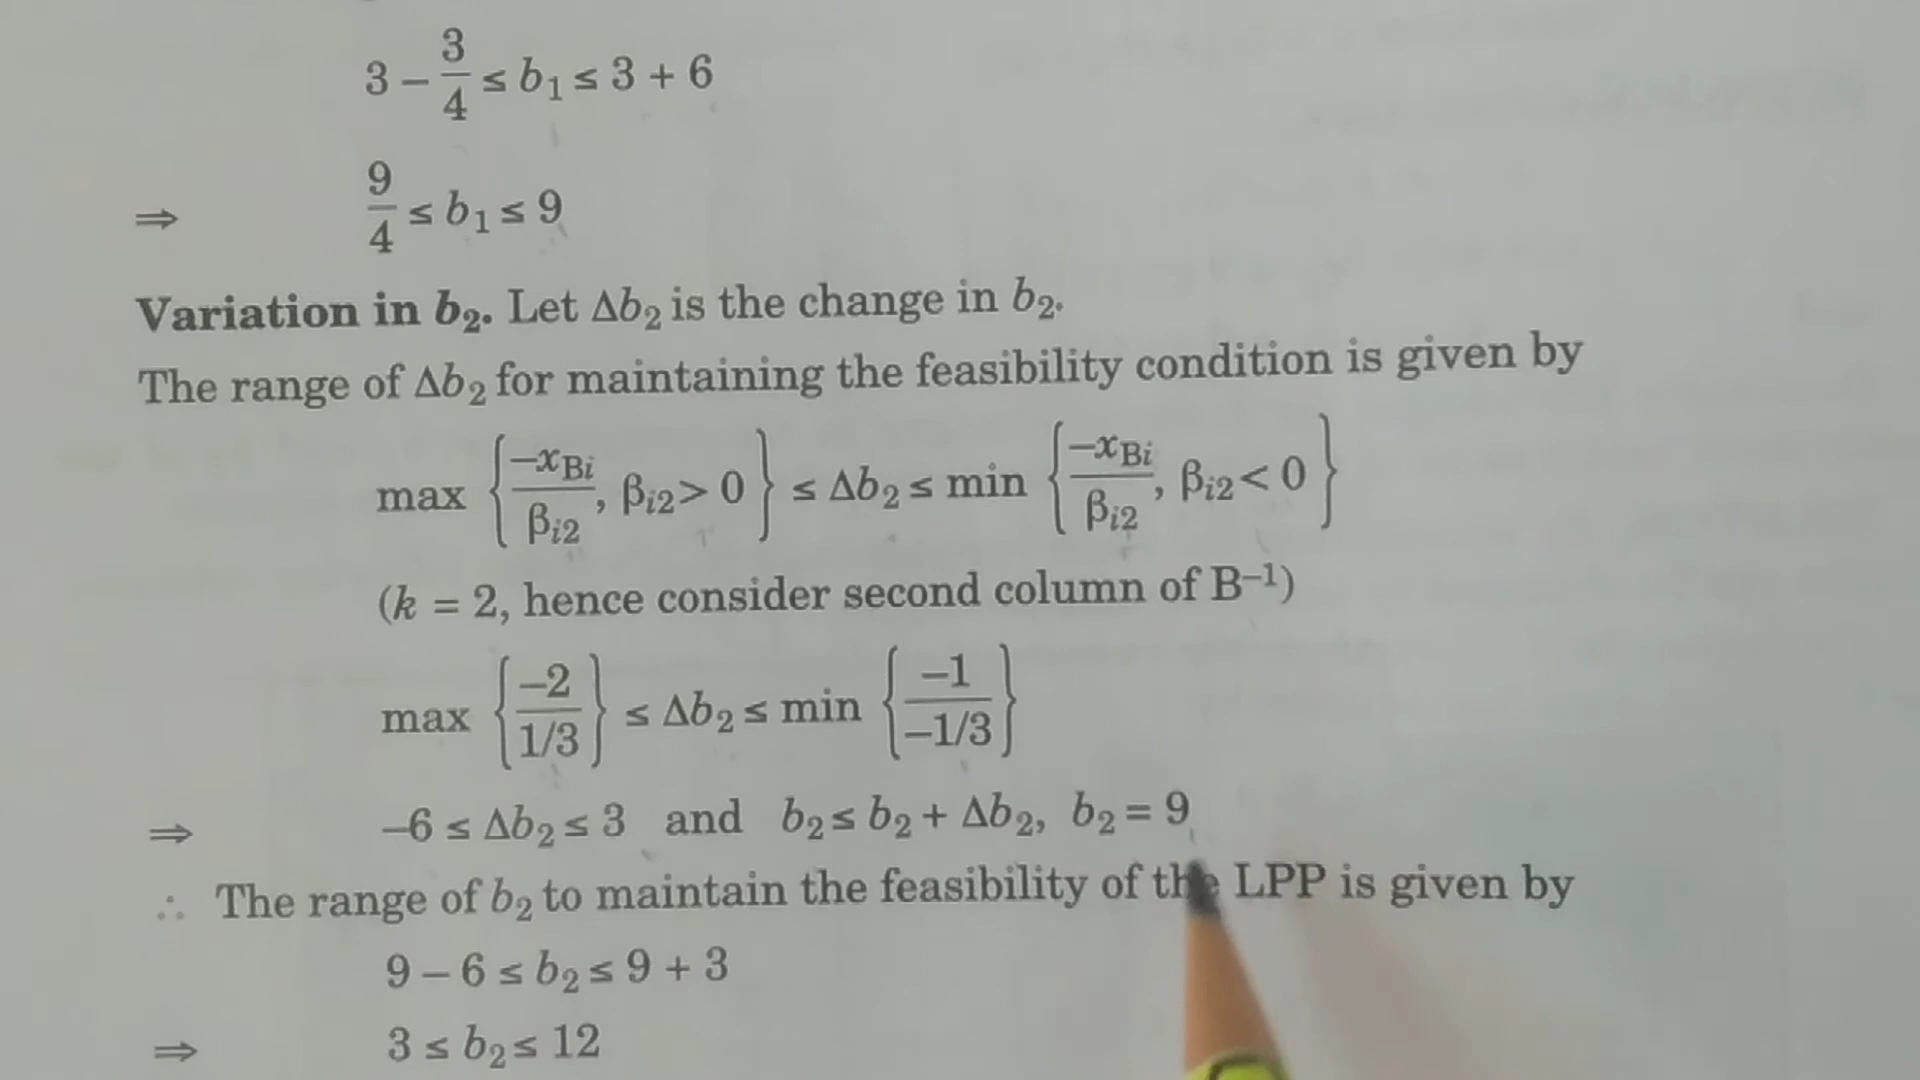 3 − 3/4 ≤ b₁ ≤ 3 + 6
⇒ 9/4 ≤ b₁ ≤ 9
Variation in b₂. Let Δb₂ is the change in b₂.
The range of Δb₂ for maintaining the feasibility condition is given by
max {−x_Bi/β_i2, β_i2 > 0} ≤ Δb₂ ≤ min {−x_Bi/β_i2, β_i2 < 0}
(k = 2, hence consider second column of B⁻¹)
max {−2/(1/3)} ≤ Δb₂ ≤ min {−1/(−1/3)}
⇒ −6 ≤ Δb₂ ≤ 3 and b₂ ≤ b₂ + Δb₂, b₂ = 9
∴ The range of b₂ to maintain the feasibility of the LPP is given by
9 − 6 ≤ b₂ ≤ 9 + 3
⇒ 3 ≤ b₂ ≤ 12